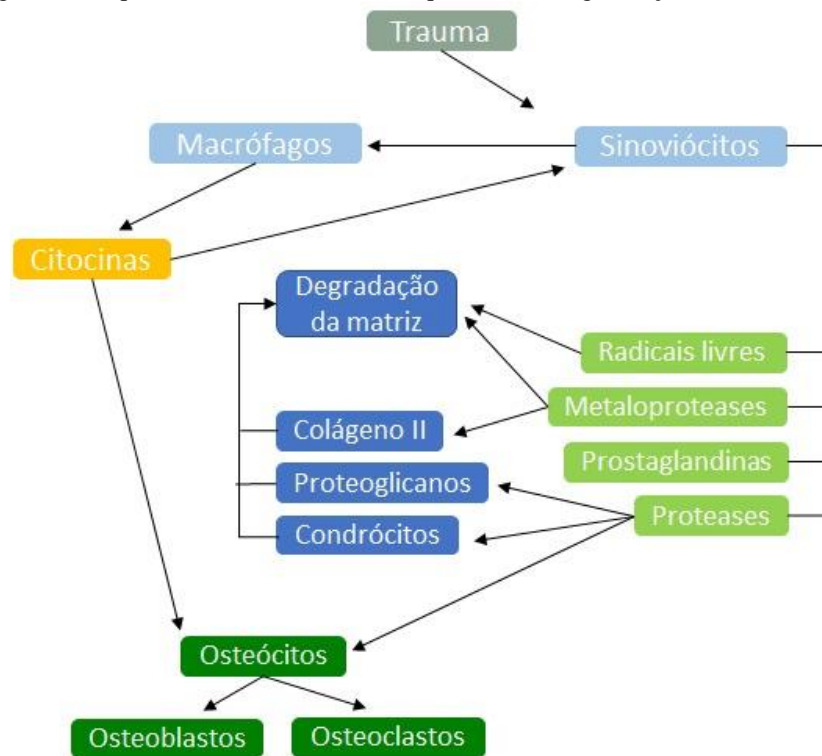 Trauma
Macrófagos
Sinoviócitos
Citocinas
Degradação
da matriz
Radicais livres
Metaloproteases
Colágeno II
Prostaglandinas
Proteoglicanos
Proteases
Condrócitos
Osteócitos
Osteoblastos
Osteoclastos